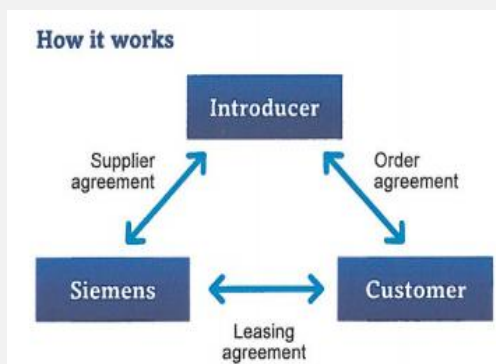 How it works
Introducer
Supplier
agreement
Order
agreement
Siemens
Customer
Leasing
agreement